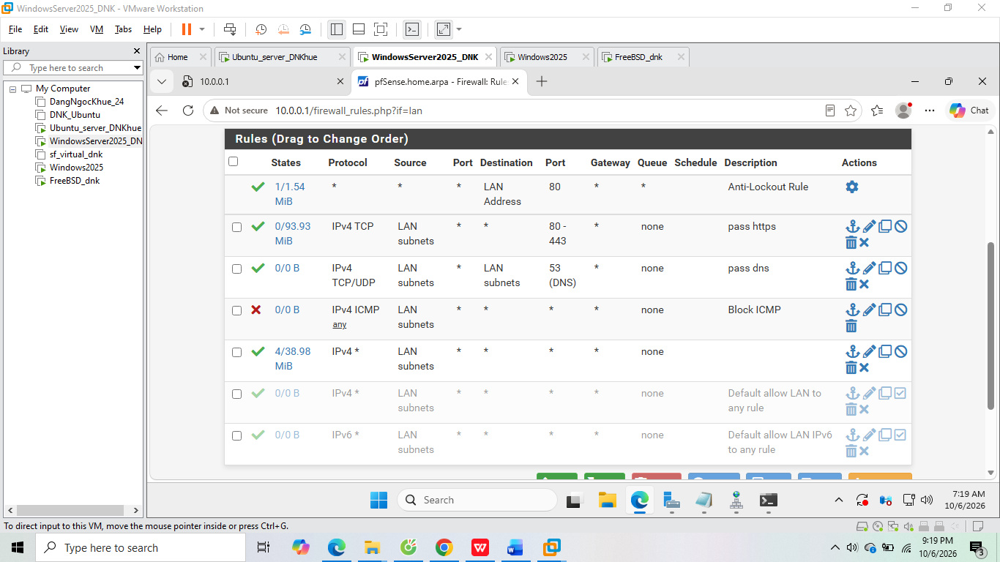 WindowsServer2025_DNK - VMware Workstation
File Edit View VM Tabs Help
Library
Type here to search
My Computer
DangNgocKhue_24
DNK_Ubuntu
Ubuntu_server_DNKhue
WindowsServer2025_DN
sf_virtual_dnk
Windows2025
FreeBSD_dnk
Home
Ubuntu_server_DNKhue
WindowsServer2025_DNK
Windows2025
FreeBSD_dnk
10.0.0.1
pfSense.home.arpa - Firewall: Rule
Not secure 10.0.0.1/firewall_rules.php?if=lan
Chat
Rules (Drag to Change Order)
States Protocol Source Port Destination Port Gateway Queue Schedule Description Actions
1/1.54 * * * LAN 80 * * Anti-Lockout Rule
MiB Address
0/93.93 IPv4 TCP LAN * * 80 - * none pass https
MiB subnets 443
0/0 B IPv4 LAN * LAN 53 * none pass dns
TCP/UDP subnets subnets (DNS)
0/0 B IPv4 ICMP LAN * * * * none Block ICMP
any subnets
4/38.98 IPv4 * LAN * * * * none
MiB subnets
0/0 B IPv4 * LAN * * * * none Default allow LAN to
subnets any rule
0/0 B IPv6 * LAN * * * * none Default allow LAN IPv6
subnets to any rule
Search
7:19 AM
10/6/2026
To direct input to this VM, move the mouse pointer inside or press Ctrl+G.
Type here to search
9:19 PM
10/6/2026
3